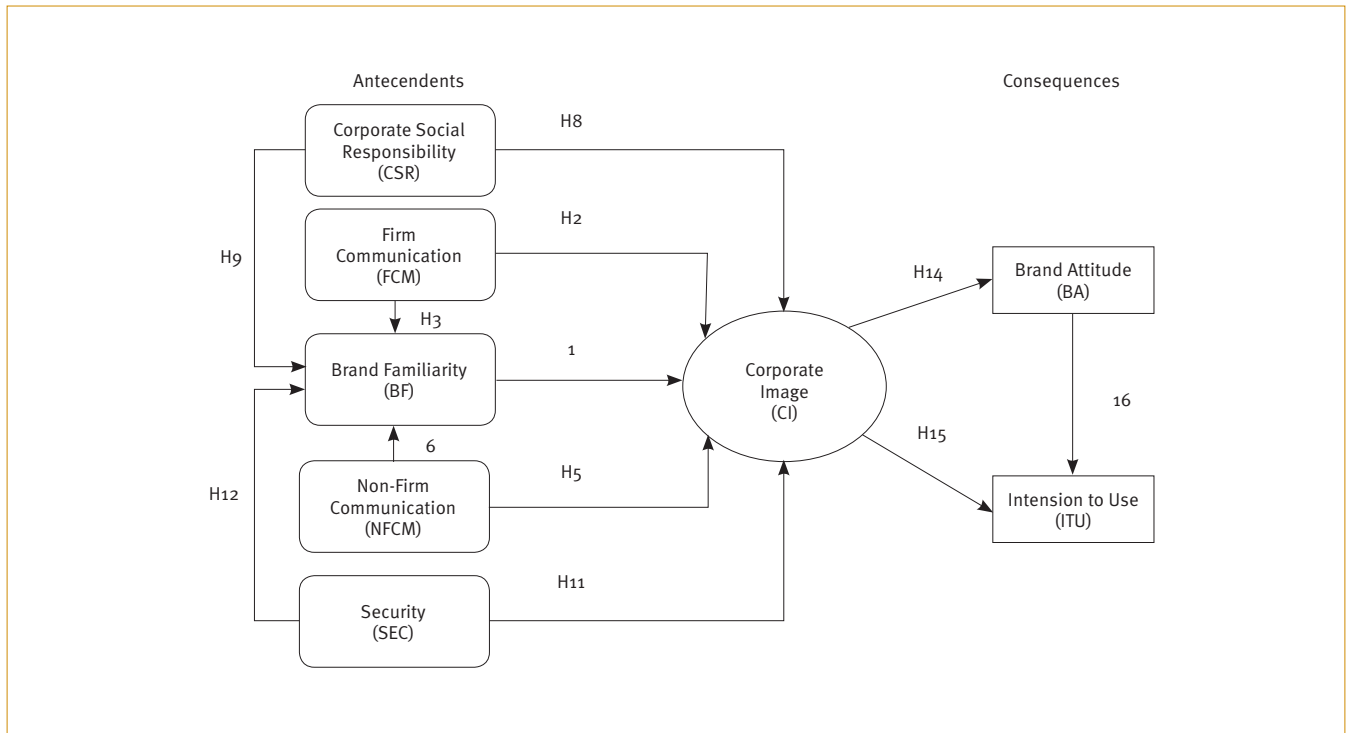 Antecendents
Consequences
Corporate Social
Responsibility
(CSR)
H8
Firm
Communication
(FCM)
H2
H9
H3
Brand Familiarity
(BF)
1
Corporate
Image
(CI)
H14
Brand Attitude
(BA)
16
H15
Intension to Use
(ITU)
6
Non-Firm
Communication
(NFCM)
H5
H12
Security
(SEC)
H11